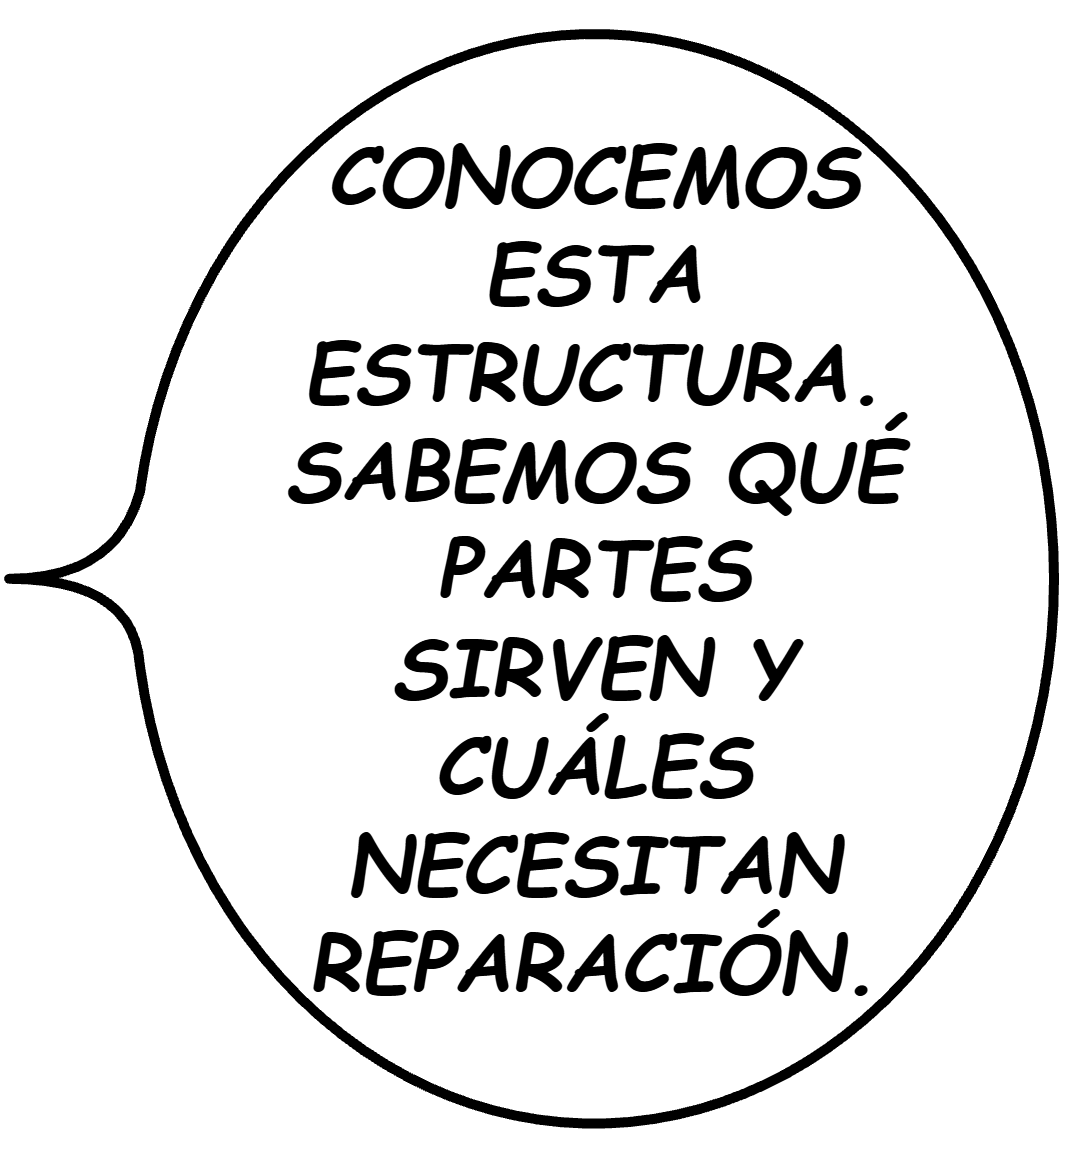 CONOCEMOS
ESTA
ESTRUCTURA.
SABEMOS QUÉ
PARTES
SIRVEN Y
CUÁLES
NECESITAN
REPARACIÓN.